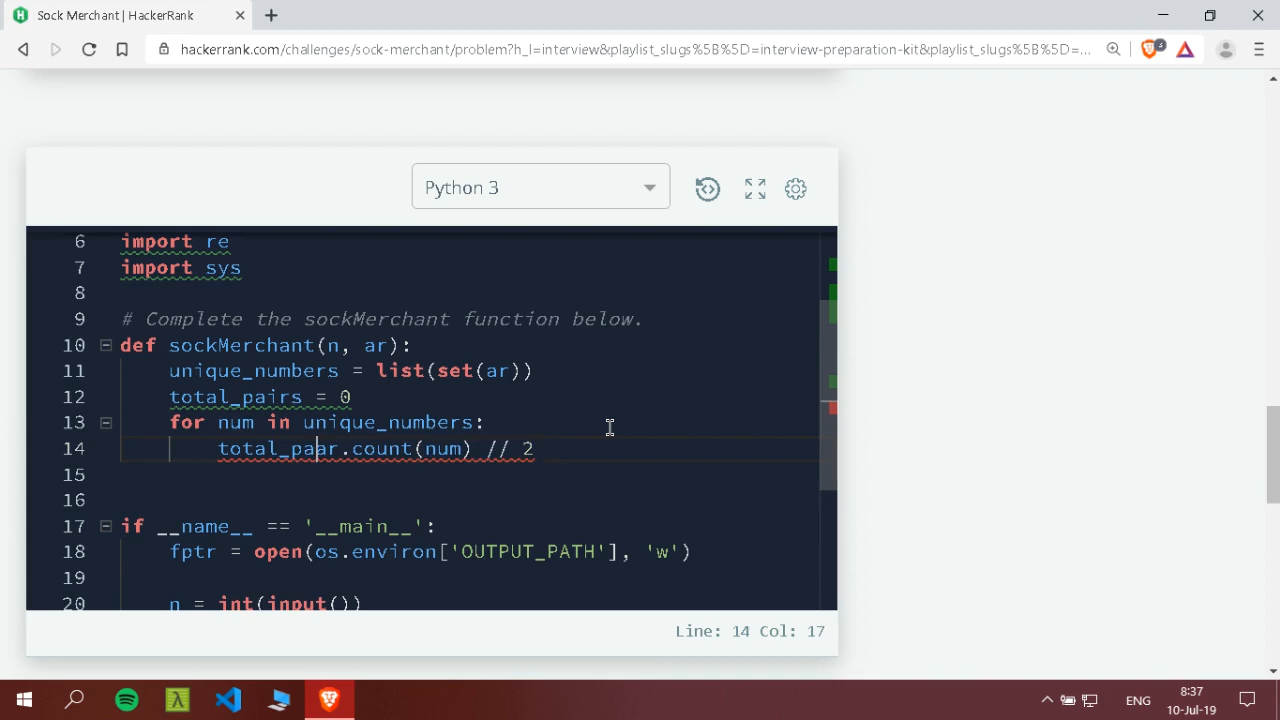 Sock Merchant | HackerRank
hackerrank.com/challenges/sock-merchant/problem?h_l=interview&playlist_slugs%5B%5D=interview-preparation-kit&playlist_slugs%5B%5D=...
3
Python 3
6 import re
7 import sys
8
9 # Complete the sockMerchant function below.
10 def sockMerchant(n, ar):
11 unique_numbers = list(set(ar))
12 total_pairs = 0
13 for num in unique_numbers:
14 total_paar.count(num) // 2
15
16
17 if __name__ == '__main__':
18 fptr = open(os.environ['OUTPUT_PATH'], 'w')
19
20 n = int(input())
Line: 14 Col: 17
ENG
8:37
10-Jul-19